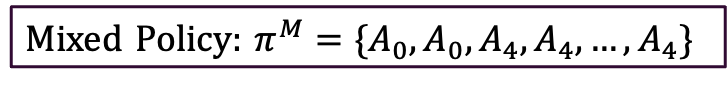 Mixed Policy: π^M = {A_0, A_0, A_4, A_4, …, A_4}